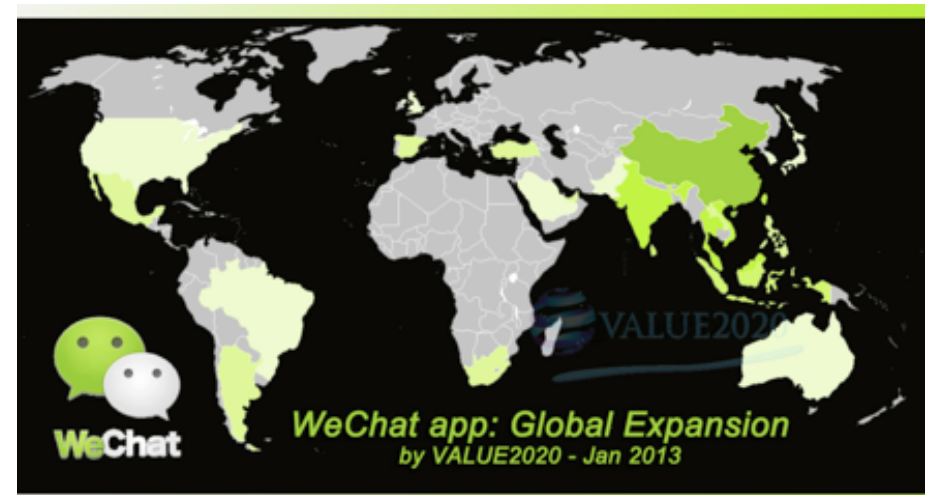 VALUE2020
WeChat
WeChat app: Global Expansion
by VALUE2020 - Jan 2013